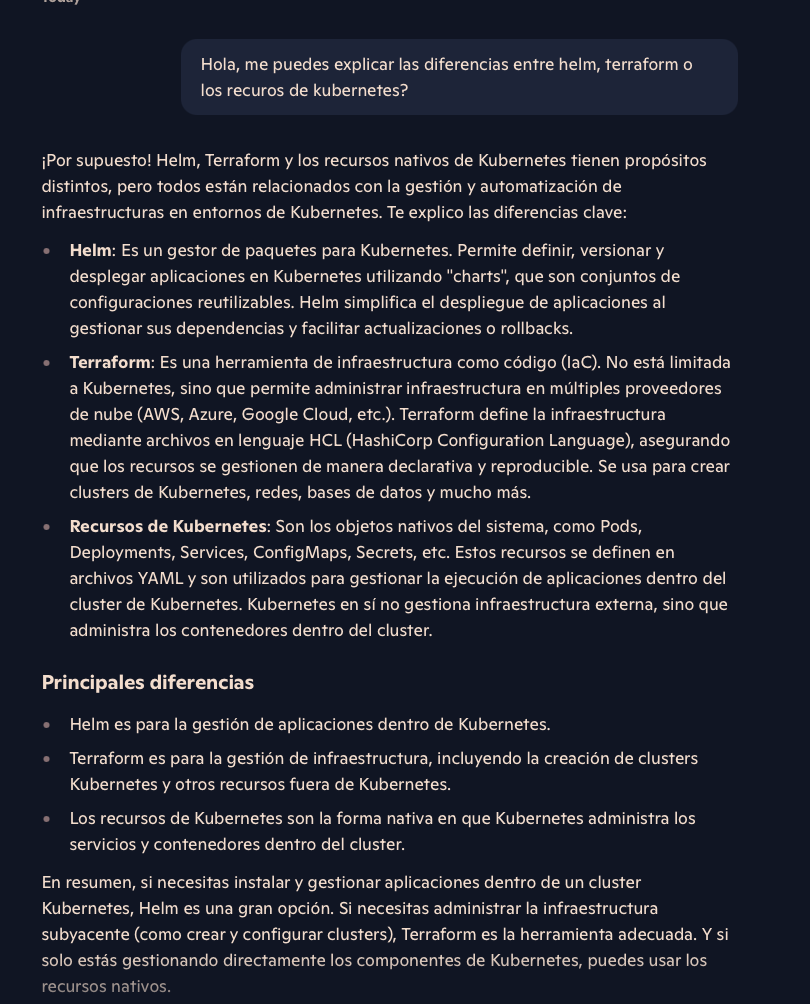 Today
Hola, me puedes explicar las diferencias entre helm, terraform o
los recuros de kubernetes?
¡Por supuesto! Helm, Terraform y los recursos nativos de Kubernetes tienen propósitos
distintos, pero todos están relacionados con la gestión y automatización de
infraestructuras en entornos de Kubernetes. Te explico las diferencias clave:
• Helm: Es un gestor de paquetes para Kubernetes. Permite definir, versionar y
desplegar aplicaciones en Kubernetes utilizando "charts", que son conjuntos de
configuraciones reutilizables. Helm simplifica el despliegue de aplicaciones al
gestionar sus dependencias y facilitar actualizaciones o rollbacks.
• Terraform: Es una herramienta de infraestructura como código (IaC). No está limitada
a Kubernetes, sino que permite administrar infraestructura en múltiples proveedores
de nube (AWS, Azure, Google Cloud, etc.). Terraform define la infraestructura
mediante archivos en lenguaje HCL (HashiCorp Configuration Language), asegurando
que los recursos se gestionen de manera declarativa y reproducible. Se usa para crear
clusters de Kubernetes, redes, bases de datos y mucho más.
• Recursos de Kubernetes: Son los objetos nativos del sistema, como Pods,
Deployments, Services, ConfigMaps, Secrets, etc. Estos recursos se definen en
archivos YAML y son utilizados para gestionar la ejecución de aplicaciones dentro del
cluster de Kubernetes. Kubernetes en sí no gestiona infraestructura externa, sino que
administra los contenedores dentro del cluster.
Principales diferencias
• Helm es para la gestión de aplicaciones dentro de Kubernetes.
• Terraform es para la gestión de infraestructura, incluyendo la creación de clusters
Kubernetes y otros recursos fuera de Kubernetes.
• Los recursos de Kubernetes son la forma nativa en que Kubernetes administra los
servicios y contenedores dentro del cluster.
En resumen, si necesitas instalar y gestionar aplicaciones dentro de un cluster
Kubernetes, Helm es una gran opción. Si necesitas administrar la infraestructura
subyacente (como crear y configurar clusters), Terraform es la herramienta adecuada. Y si
solo estás gestionando directamente los componentes de Kubernetes, puedes usar los
recursos nativos.